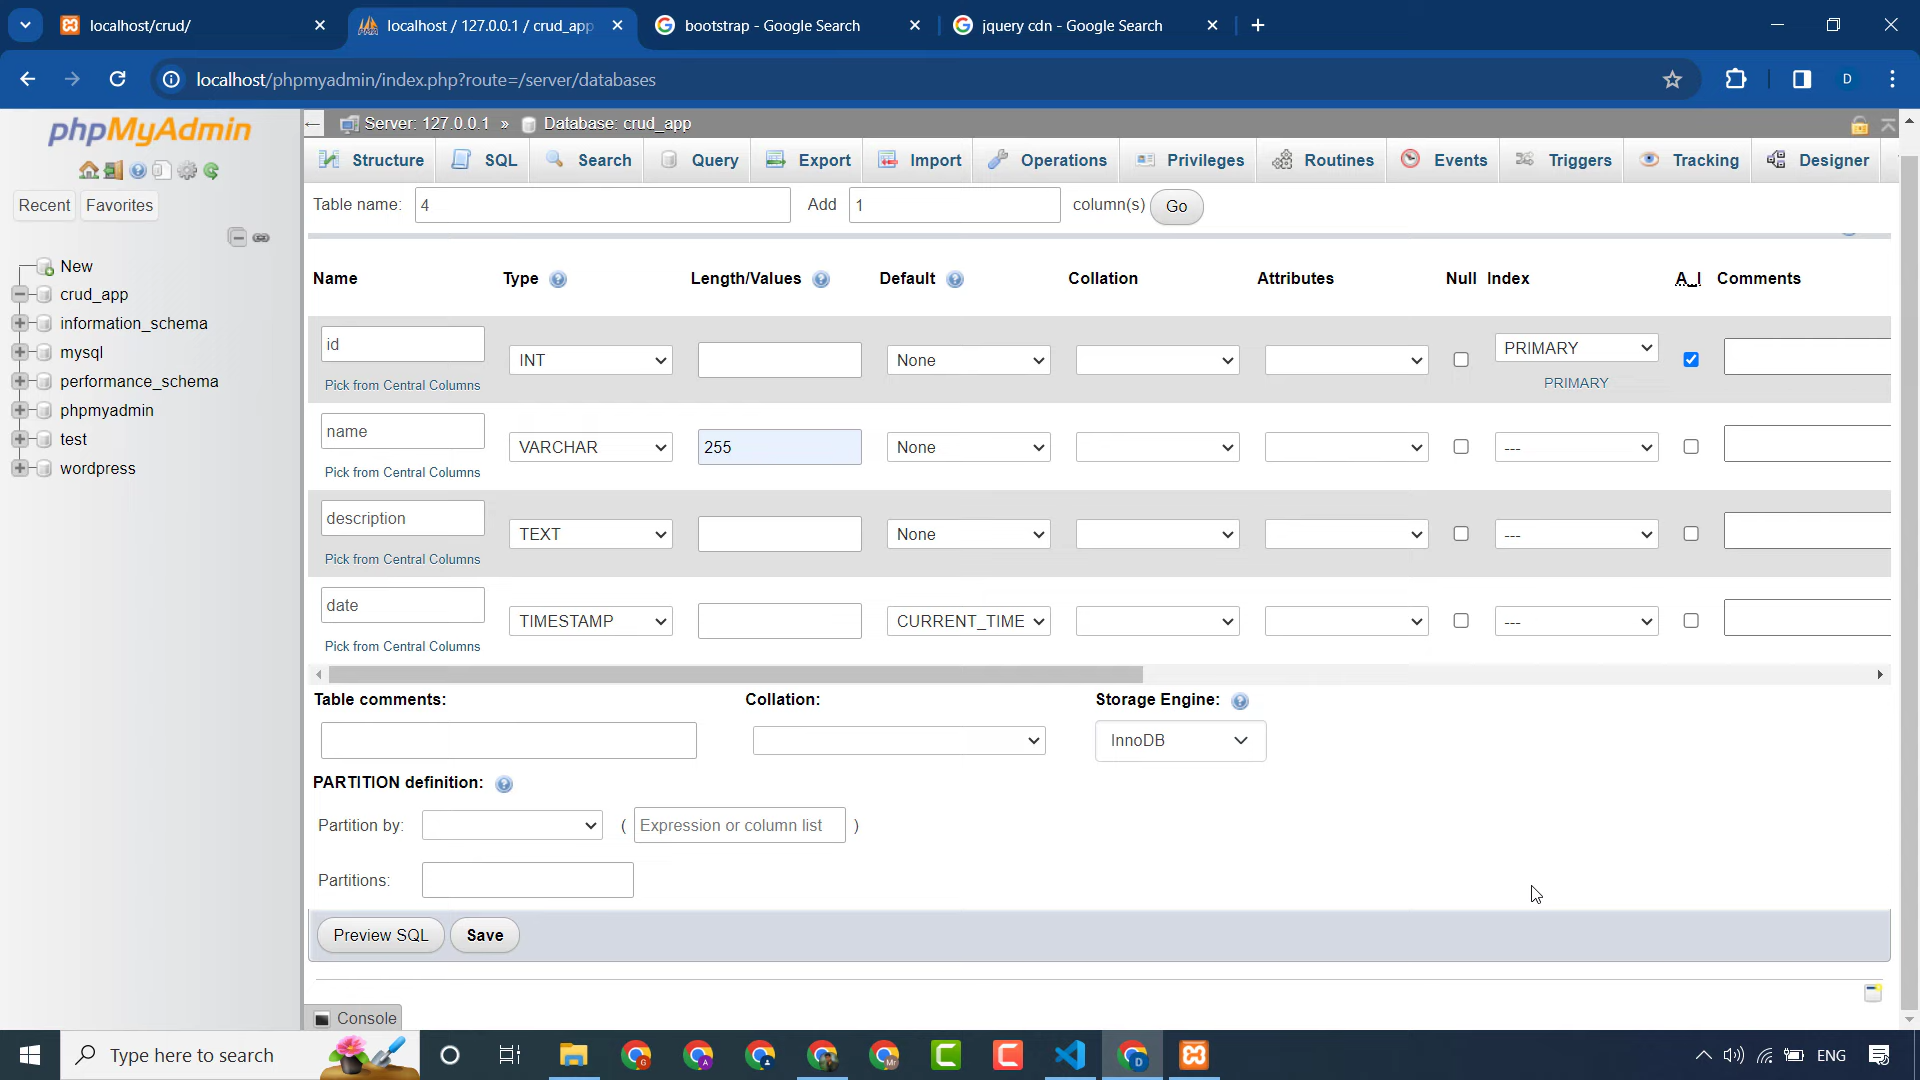 localhost/crud/
localhost / 127.0.0.1 / crud_app
bootstrap - Google Search
jquery cdn - Google Search
localhost/phpmyadmin/index.php?route=/server/databases
D
phpMyAdmin
Recent
Favorites
New
crud_app
information_schema
mysql
performance_schema
phpmyadmin
test
wordpress
Server: 127.0.0.1 » Database: crud_app
Structure
SQL
Search
Query
Export
Import
Operations
Privileges
Routines
Events
Triggers
Tracking
Designer
Table name: 4 Add 1 column(s) Go
Name Type Length/Values Default Collation Attributes Null Index A_I Comments
id INT None PRIMARY
Pick from Central Columns PRIMARY
name VARCHAR 255 None ---
Pick from Central Columns
description TEXT None ---
Pick from Central Columns
date TIMESTAMP CURRENT_TIME ---
Pick from Central Columns
Table comments: Collation: Storage Engine:
InnoDB
PARTITION definition:
Partition by: ( Expression or column list )
Partitions:
Preview SQL Save
Console
Type here to search
ENG